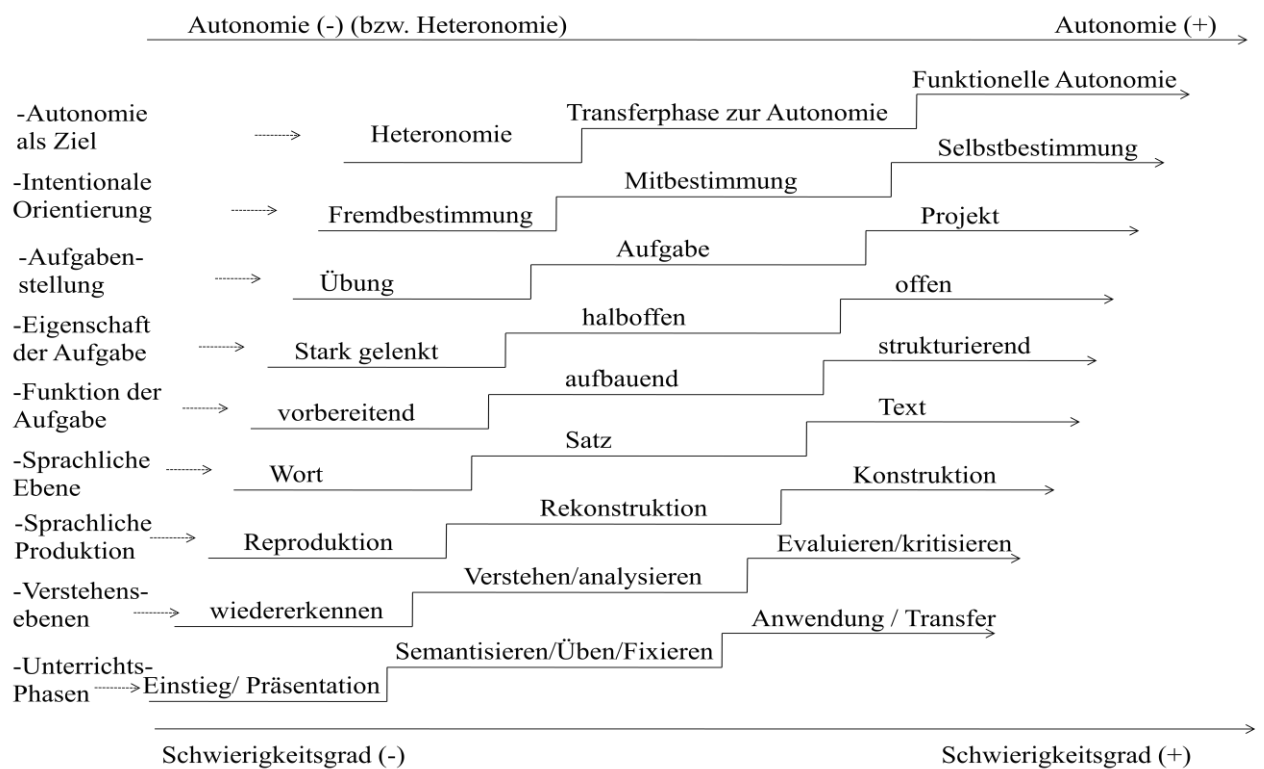 Autonomie (-) (bzw. Heteronomie) Autonomie (+)
-Autonomie
als Ziel
Heteronomie
Transferphase zur Autonomie
Funktionelle Autonomie
-Intentionale
Orientierung
Fremdbestimmung
Mitbestimmung
Selbstbestimmung
-Aufgaben-
stellung
Übung
Aufgabe
Projekt
-Eigenschaft
der Aufgabe
Stark gelenkt
halboffen
offen
-Funktion der
Aufgabe
vorbereitend
aufbauend
strukturierend
-Sprachliche
Ebene
Wort
Satz
Text
-Sprachliche
Produktion
Reproduktion
Rekonstruktion
Konstruktion
-Verstehens-
ebenen
wiedererkennen
Verstehen/analysieren
Evaluieren/kritisieren
-Unterrichts-
Phasen
Einstieg/ Präsentation
Semantisieren/Üben/Fixieren
Anwendung / Transfer
Schwierigkeitsgrad (-) Schwierigkeitsgrad (+)